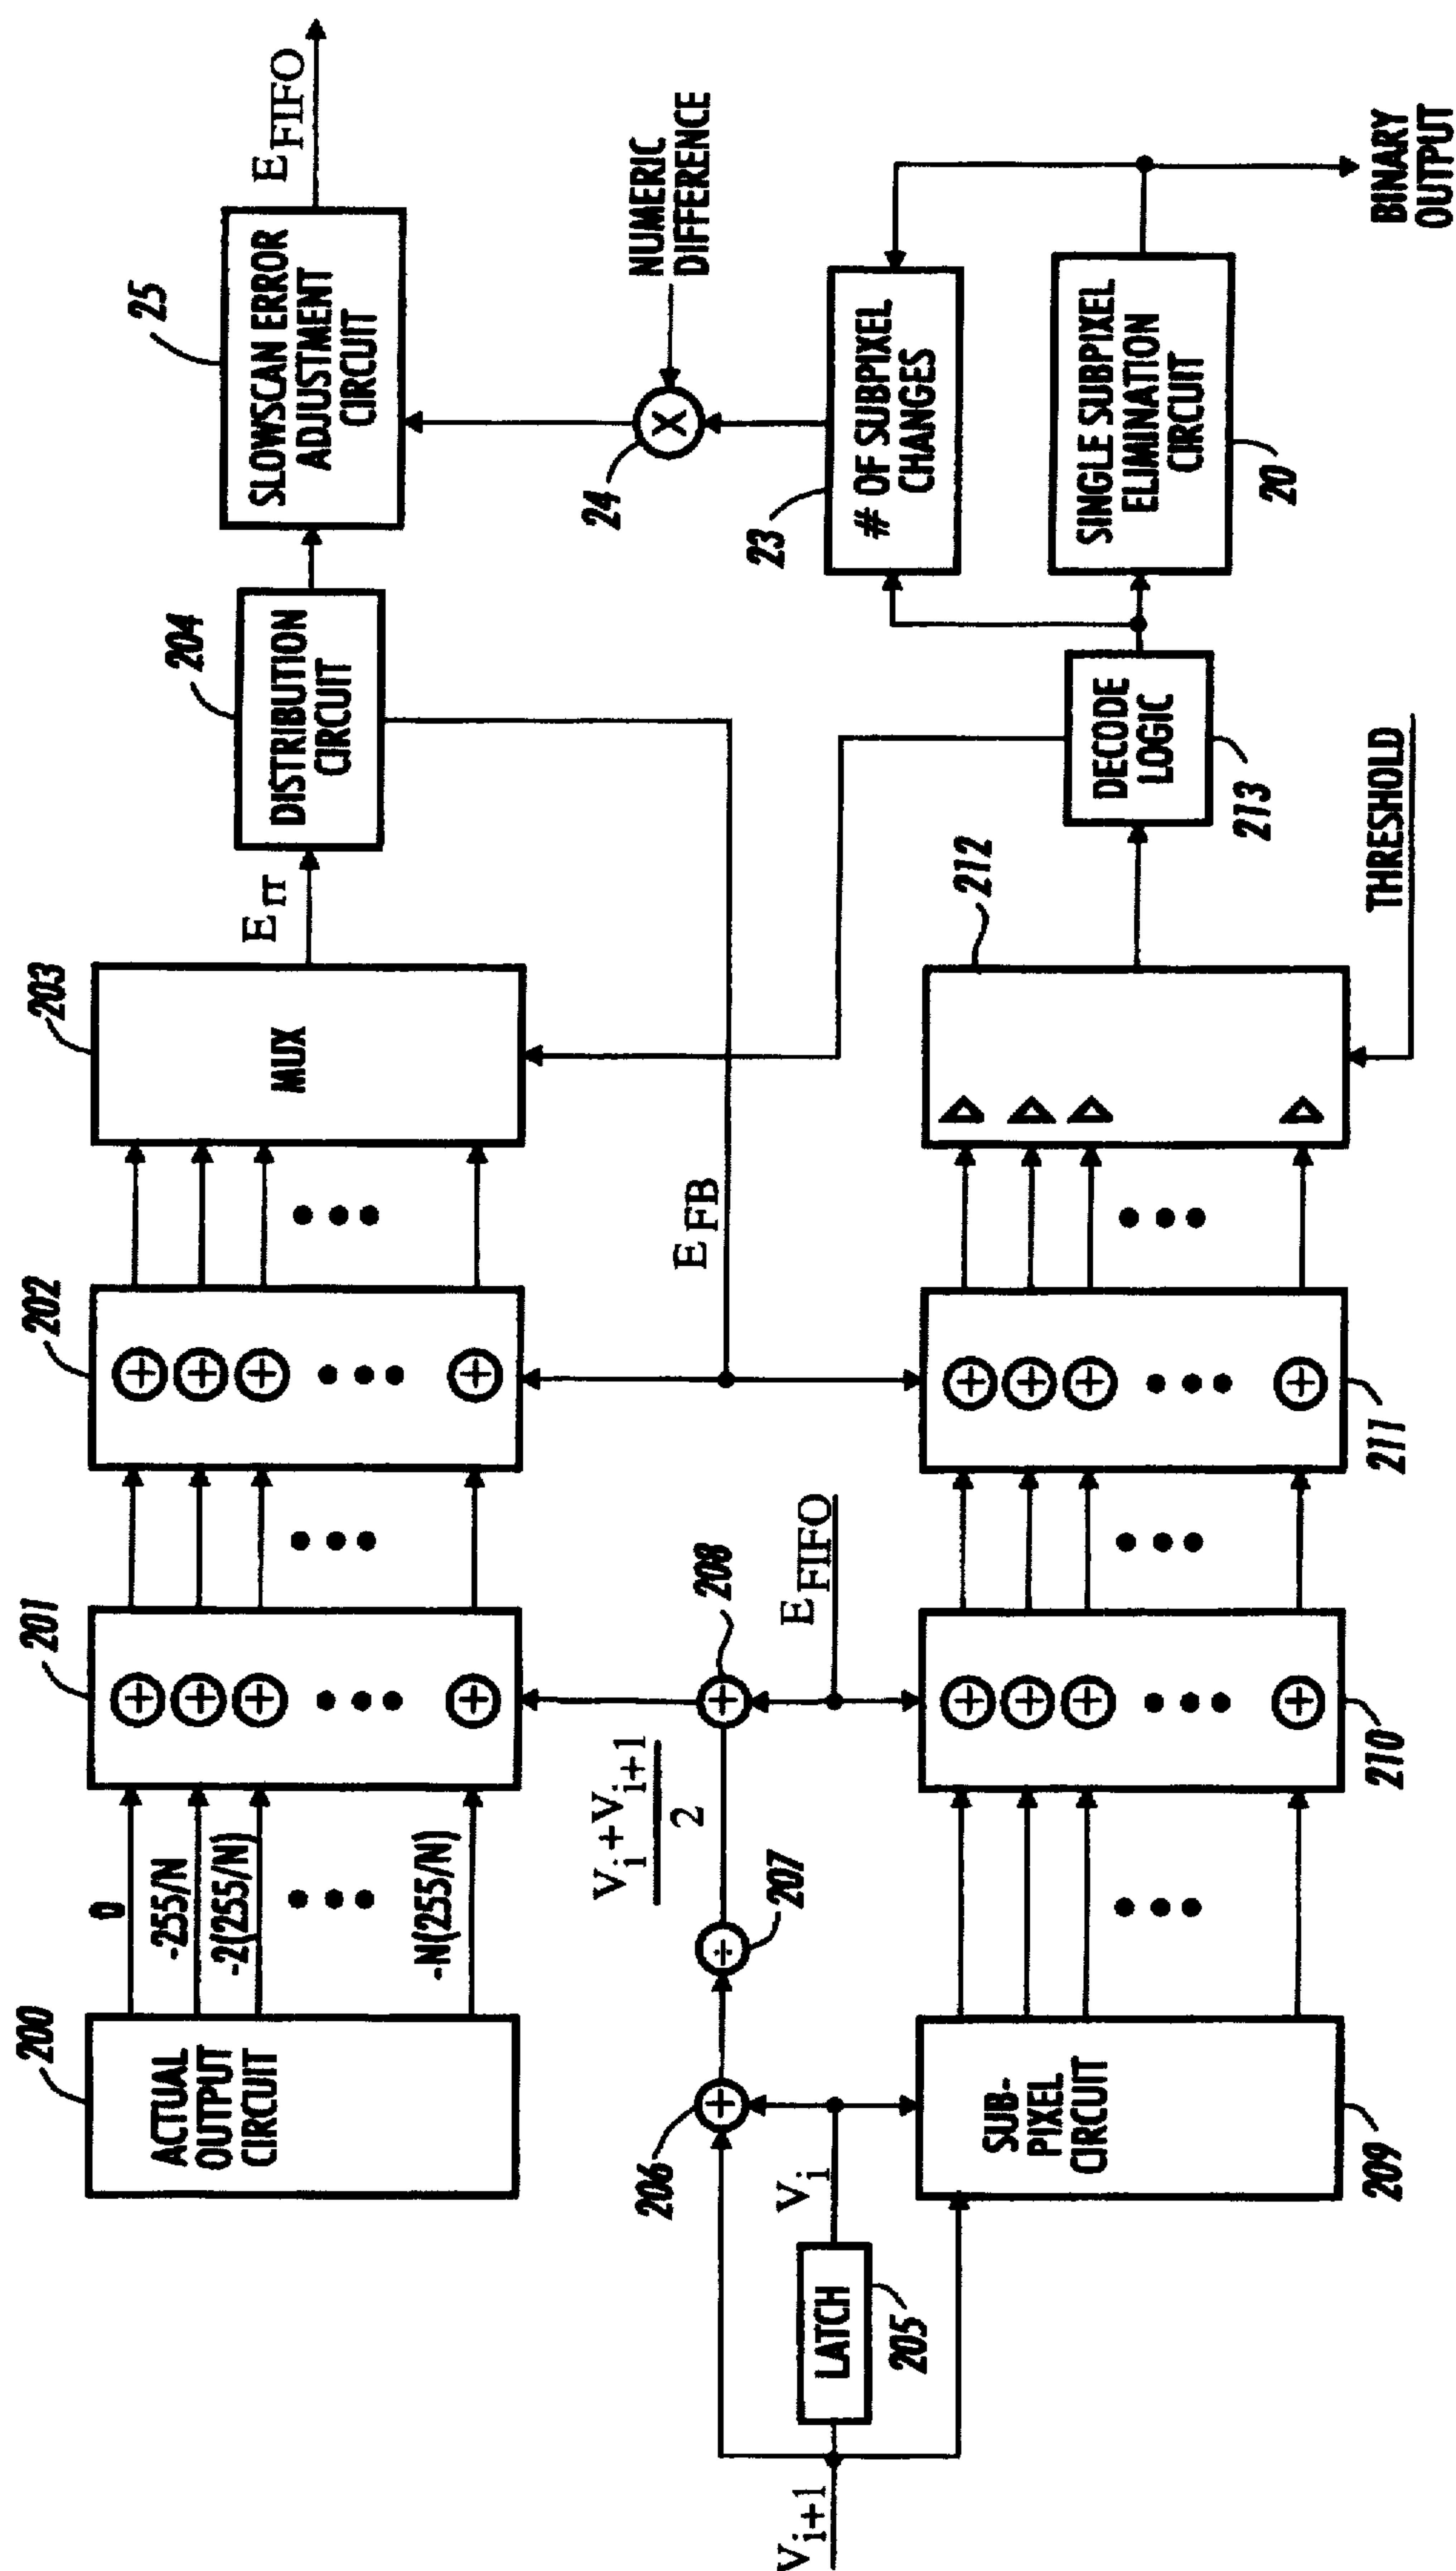 200
ACTUAL
OUTPUT
CIRCUIT
0
-255/N
-2(255/N)
-N(255/N)
201
202
203
MUX
E_rr
204
DISTRIBUTION
CIRCUIT
25
SLOWSCAN ERROR
ADJUSTMENT
CIRCUIT
E_FIFO
V_i+1
LATCH
205
V_i
206
207
V_i+V_i+1
2
208
E_FIFO
E_FB
24
X
NUMERIC
DIFFERENCE
23
# OF SUBPIXEL
CHANGES
SUB-
PIXEL
CIRCUIT
209
210
211
212
THRESHOLD
DECODE
LOGIC
213
SINGLE SUBPIXEL
ELIMINATION
CIRCUIT
20
BINARY
OUTPUT